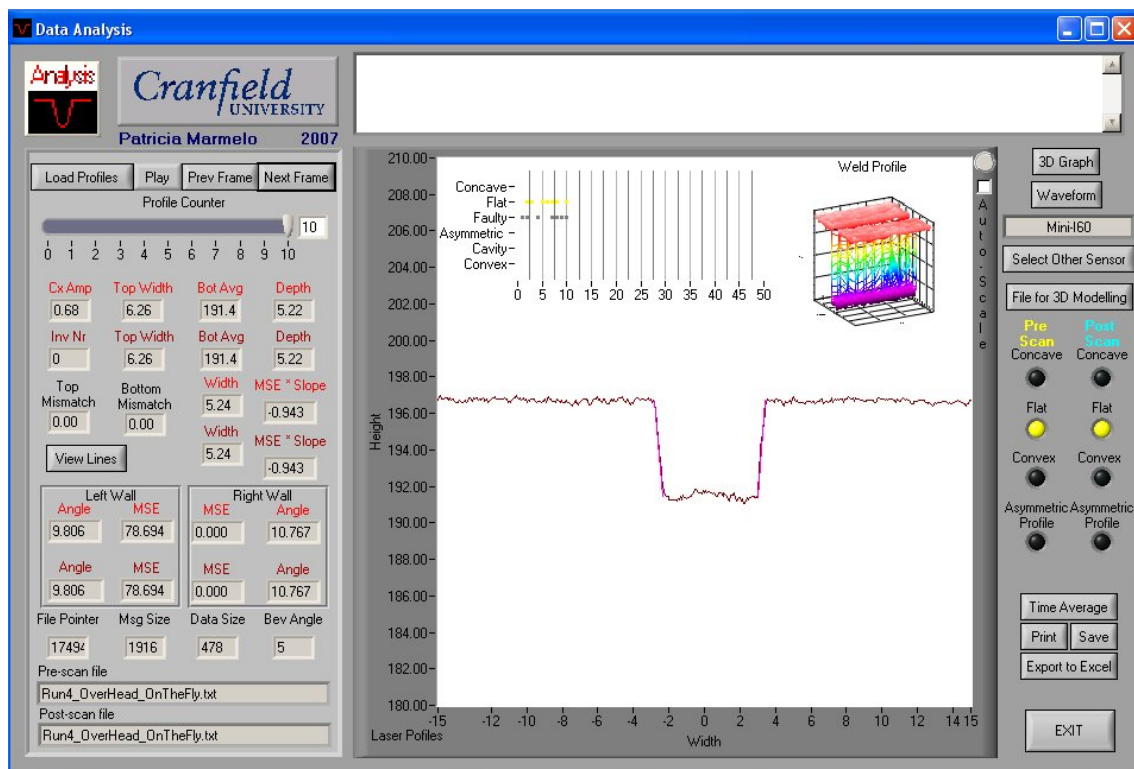 Data Analysis
Analysis
Cranfield
UNIVERSITY
Patricia Marmelo 2007
Load Profiles Play Prev Frame Next Frame
Profile Counter
10
0 1 2 3 4 5 6 7 8 9 10
Cx Amp Top Width Bot Avg Depth
0.68 6.26 191.4 5.22
Inv Nr Top Width Bot Avg Depth
0 6.26 191.4 5.22
Top Mismatch Bottom Mismatch Width MSE * Slope
0.00 0.00 5.24 -0.943
Width MSE * Slope
5.24 -0.943
View Lines
Left Wall Right Wall
Angle MSE MSE Angle
9.806 78.694 0.000 10.767
Angle MSE MSE Angle
9.806 78.694 0.000 10.767
File Pointer Msg Size Data Size Bev Angle
1916 478 5
Pre-scan file
Run4_OverHead_OnTheFly.txt
Post-scan file
Run4_OverHead_OnTheFly.txt
210.00
208.00
206.00
204.00
202.00
200.00
198.00
196.00
194.00
192.00
190.00
188.00
186.00
184.00
182.00
180.00
Height
-15 -12 -10 -8 -6 -4 -2 0 2 4 6 8 10 12 14 15
Width
Laser Pofiles
Concave
Flat
Faulty
Asymmetric
Cavity
Convex
0 5 10 15 20 25 30 35 40 45 50
Weld Profile
Auto-Scale
3D Graph
Waveform
Mini-I60
Select Other Sensor
File for 3D Modelling
Pre Post
Scan Scan
Concave Concave
Flat Flat
Convex Convex
Asymmetric Asymmetric
Profile Profile
Time Average
Print Save
Export to Excel
EXIT